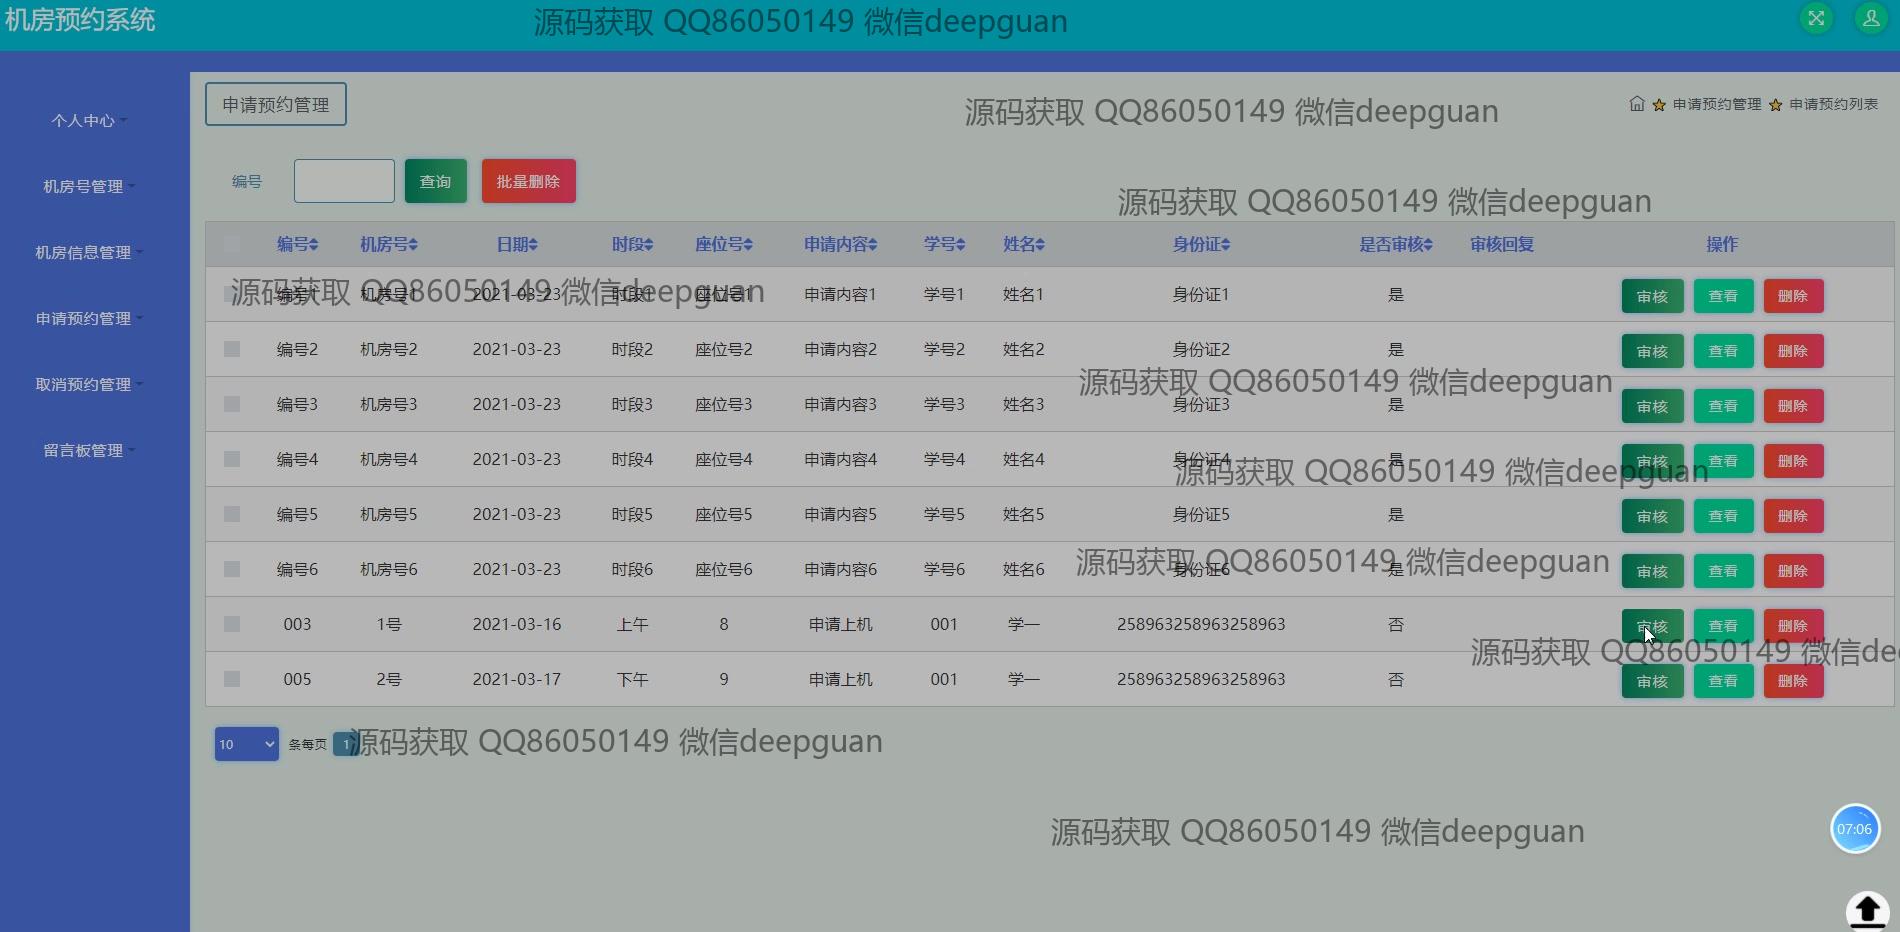 机房预约系统
源码获取 QQ86050149 微信deepguan
个人中心
机房号管理
机房信息管理
申请预约管理
取消预约管理
留言板管理
申请预约管理
源码获取 QQ86050149 微信deepguan
申请预约管理 申请预约列表
编号 查询 批量删除
源码获取 QQ86050149 微信deepguan
编号 机房号 日期 时段 座位号 申请内容 学号 姓名 身份证 是否审核 审核回复 操作
源码获取 QQ86050149 微信deepguan
编号1 机房号1 2021-03-23 时段1 座位号1 申请内容1 学号1 姓名1 身份证1 是 审核 查看 删除
编号2 机房号2 2021-03-23 时段2 座位号2 申请内容2 学号2 姓名2 身份证2 是 审核 查看 删除
源码获取 QQ86050149 微信deepguan
编号3 机房号3 2021-03-23 时段3 座位号3 申请内容3 学号3 姓名3 身份证3 是 审核 查看 删除
编号4 机房号4 2021-03-23 时段4 座位号4 申请内容4 学号4 姓名4 身份证4 是 审核 查看 删除
源码获取 QQ86050149 微信deepguan
编号5 机房号5 2021-03-23 时段5 座位号5 申请内容5 学号5 姓名5 身份证5 是 审核 查看 删除
源码获取 QQ86050149 微信deepguan
编号6 机房号6 2021-03-23 时段6 座位号6 申请内容6 学号6 姓名6 身份证6 是 审核 查看 删除
003 1号 2021-03-16 上午 8 申请上机 001 学一 258963258963258963 否 审核 查看 删除
源码获取 QQ86050149 微信dee
005 2号 2021-03-17 下午 9 申请上机 001 学一 258963258963258963 否 审核 查看 删除
10 条每页 1
源码获取 QQ86050149 微信deepguan
源码获取 QQ86050149 微信deepguan
07:06